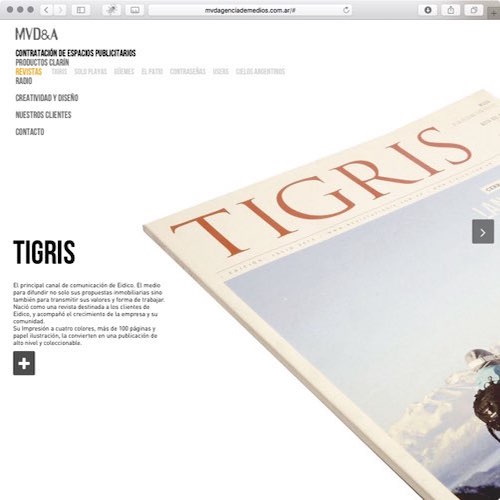 mvdagenciademedios.com.ar/#
MVD&A
CONTRATACIÓN DE ESPACIOS PUBLICITARIOS
PRODUCTOS CLARÍN
REVISTAS TIGRIS SOLO PLAYAS GÜEMES EL PATIO CONTRASEÑAS USERS CIELOS ARGENTINOS
RADIO
CREATIVIDAD Y DISEÑO
NUESTROS CLIENTES
CONTACTO
TIGRIS
TIGRIS
El principal canal de comunicación de Eidico. El medio
para difundir no solo sus propuestas inmobiliarias sino
también para transmitir sus valores y forma de trabajar.
Nació como una revista destinada a los clientes de
Eidico, y acompañó el crecimiento de la empresa y su
comunidad.
Su Impresión a cuatro colores, más de 100 páginas y
papel ilustración, la convierten en una publicación de
alto nivel y coleccionable.